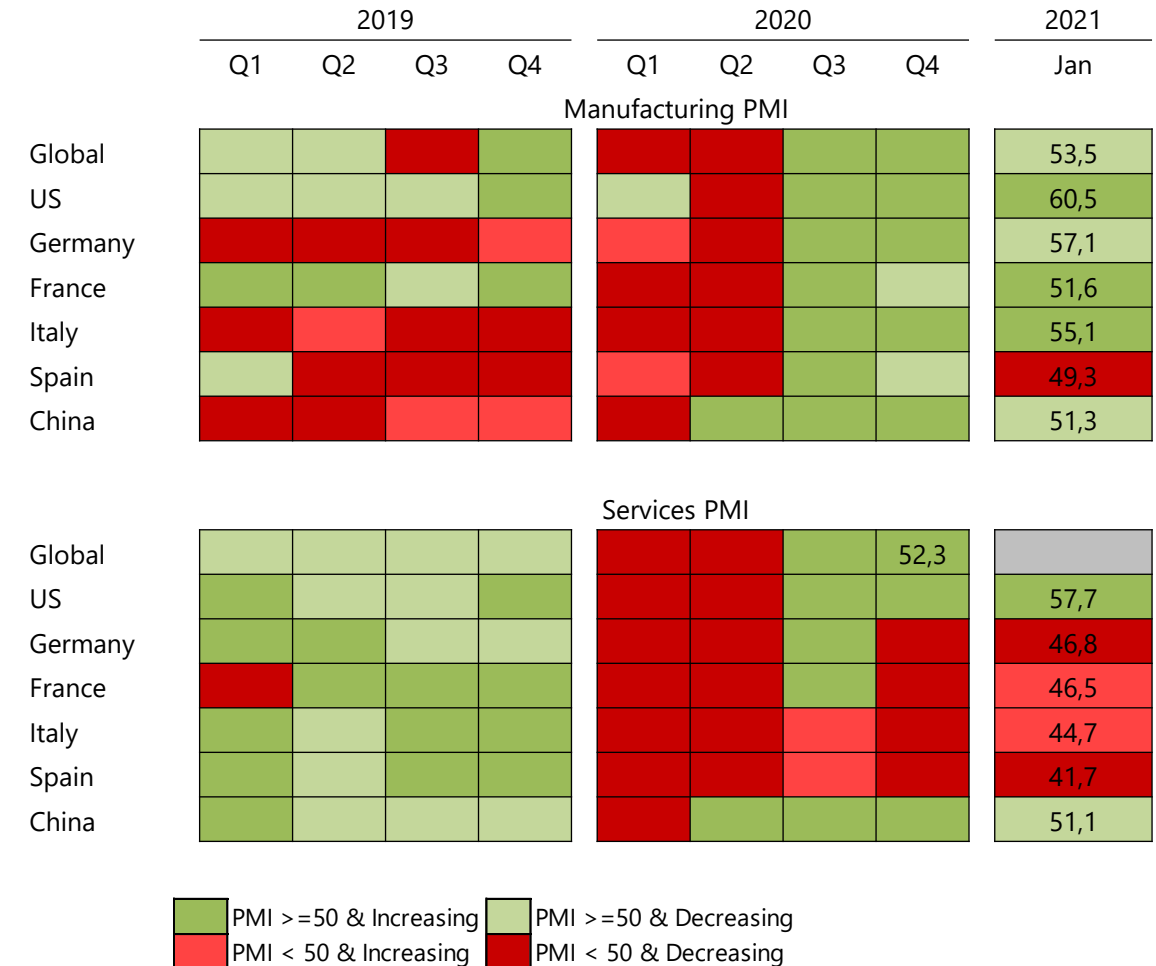 2019 2020 2021
Q1 Q2 Q3 Q4 Q1 Q2 Q3 Q4 Jan
Manufacturing PMI
Global 53,5
US 60,5
Germany 57,1
France 51,6
Italy 55,1
Spain 49,3
China 51,3
Services PMI
Global 52,3
US 57,7
Germany 46,8
France 46,5
Italy 44,7
Spain 41,7
China 51,1
PMI >=50 & Increasing PMI >=50 & Decreasing
PMI < 50 & Increasing PMI < 50 & Decreasing